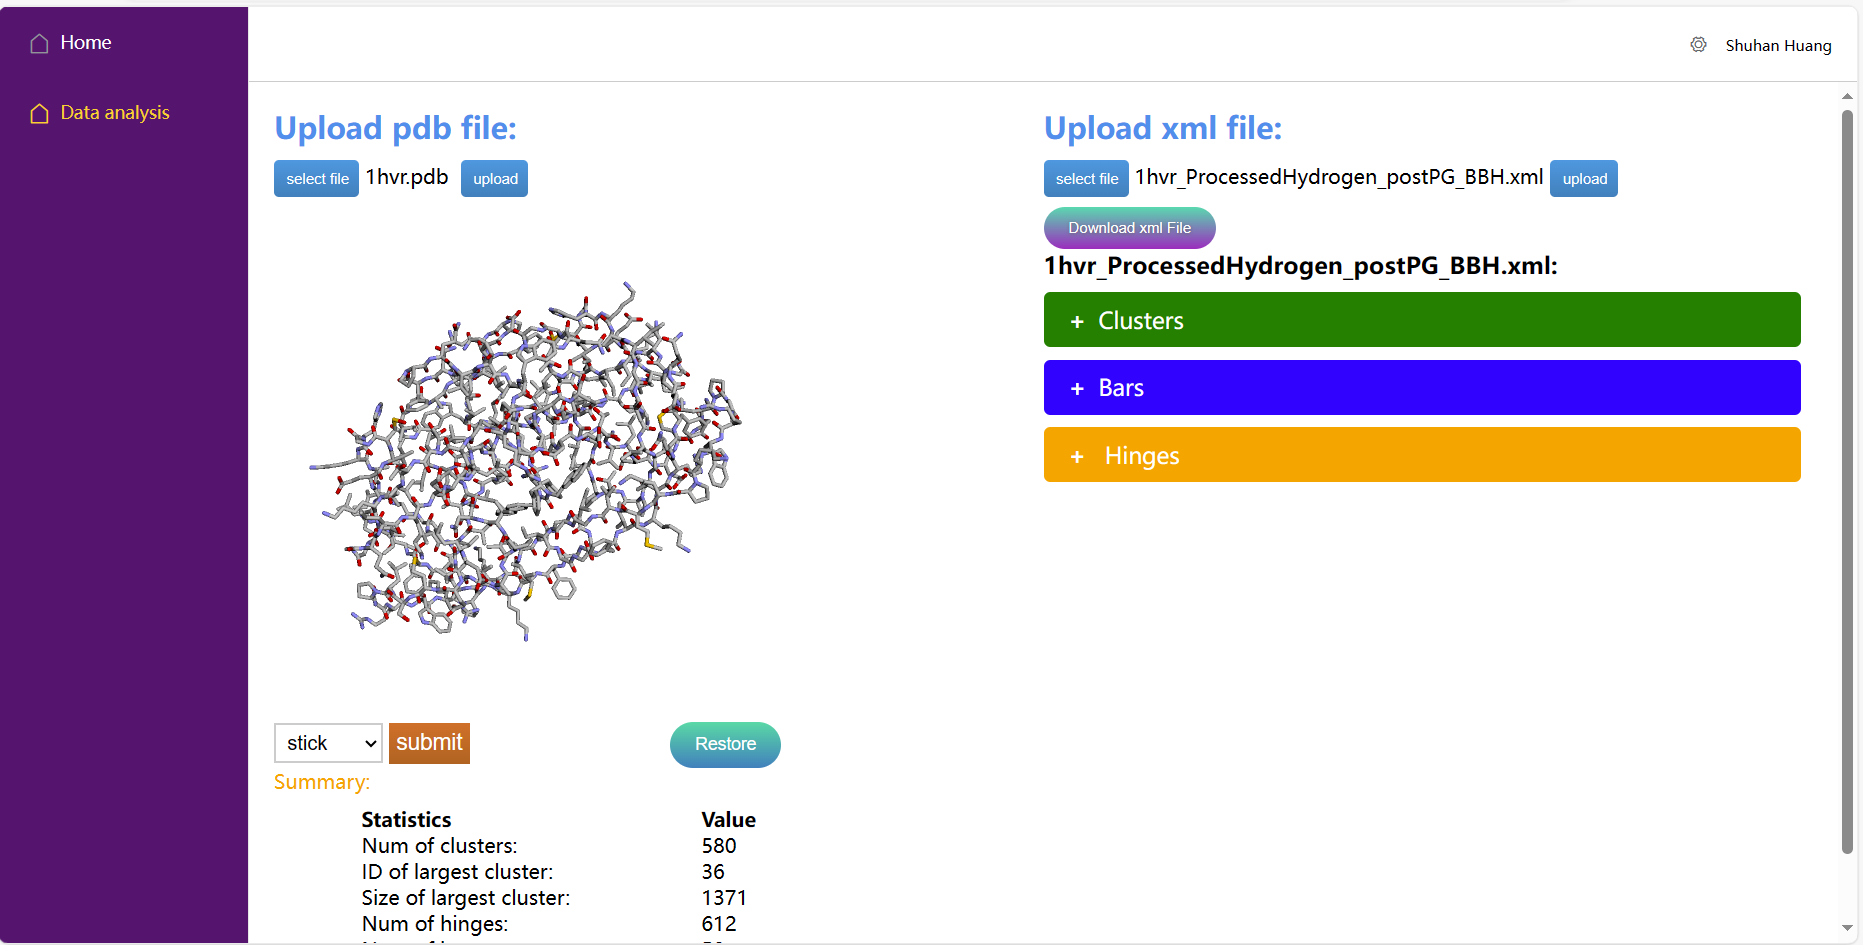 Home
Data analysis
Shuhan Huang
Upload pdb file:
select file 1hvr.pdb upload
stick submit Restore
Summary:
Statistics Value
Num of clusters: 580
ID of largest cluster: 36
Size of largest cluster: 1371
Num of hinges: 612
Upload xml file:
select file 1hvr_ProcessedHydrogen_postPG_BBH.xml upload
Download xml File
1hvr_ProcessedHydrogen_postPG_BBH.xml:
+ Clusters
+ Bars
+ Hinges